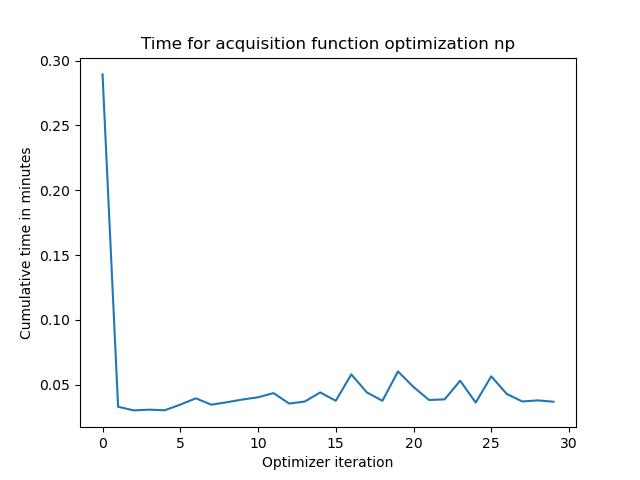 Time for acquisition function optimization np
0.30
0.25
0.20
0.15
0.10
0.05
Cumulative time in minutes
0 5 10 15 20 25 30
Optimizer iteration